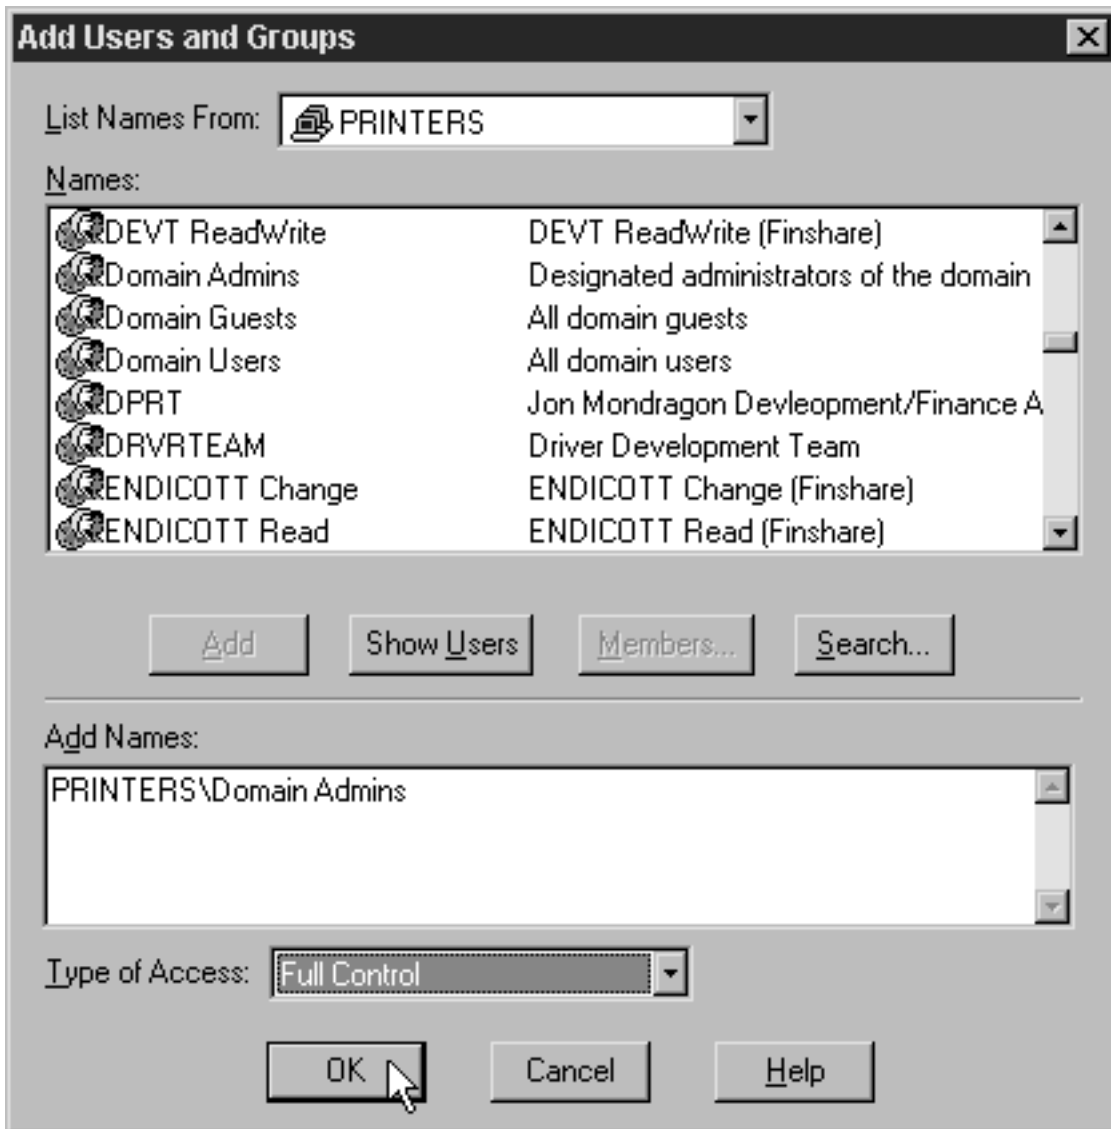 Add Users and Groups
List Names From: PRINTERS
Names:
DEVT ReadWrite DEVT ReadWrite (Finshare)
Domain Admins Designated administrators of the domain
Domain Guests All domain guests
Domain Users All domain users
DPRT Jon Mondragon Devleopment/Finance A
DRVRTEAM Driver Development Team
ENDICOTT Change ENDICOTT Change (Finshare)
ENDICOTT Read ENDICOTT Read (Finshare)
Add Show Users Members... Search...
Add Names:
PRINTERS\Domain Admins
Type of Access: Full Control
OK Cancel Help